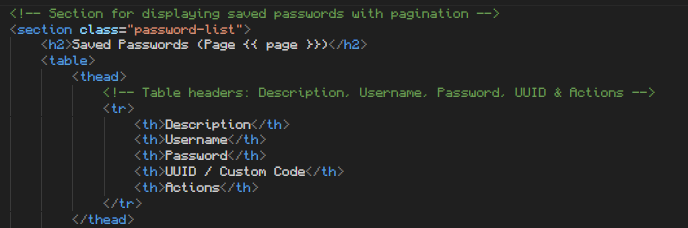 <!-- Section for displaying saved passwords with pagination -->
<section class="password-list">
<h2>Saved Passwords (Page {{ page }})</h2>
<table>
<thead>
<!-- Table headers: Description, Username, Password, UUID & Actions -->
<tr>
<th>Description</th>
<th>Username</th>
<th>Password</th>
<th>UUID / Custom Code</th>
<th>Actions</th>
</tr>
</thead>